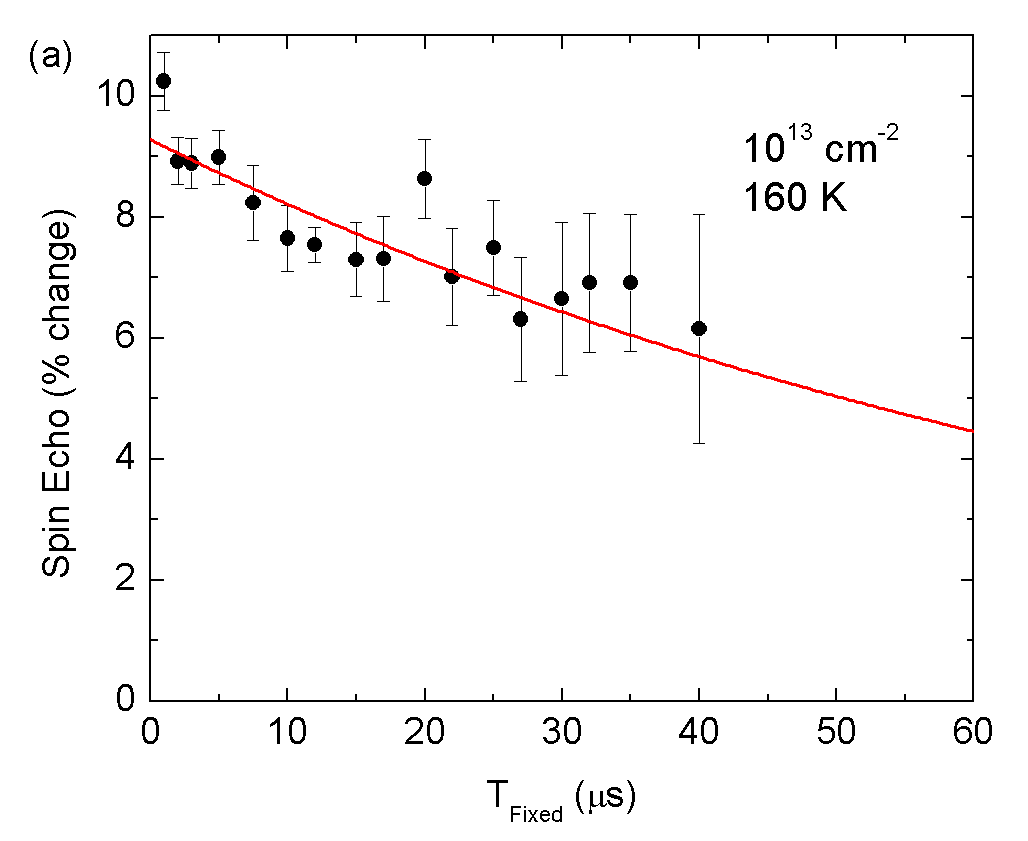 (a)
10
8
6
4
2
0
0 10 20 30 40 50 60
Spin Echo (% change)
T_Fixed (μs)
10^13 cm^-2
160 K